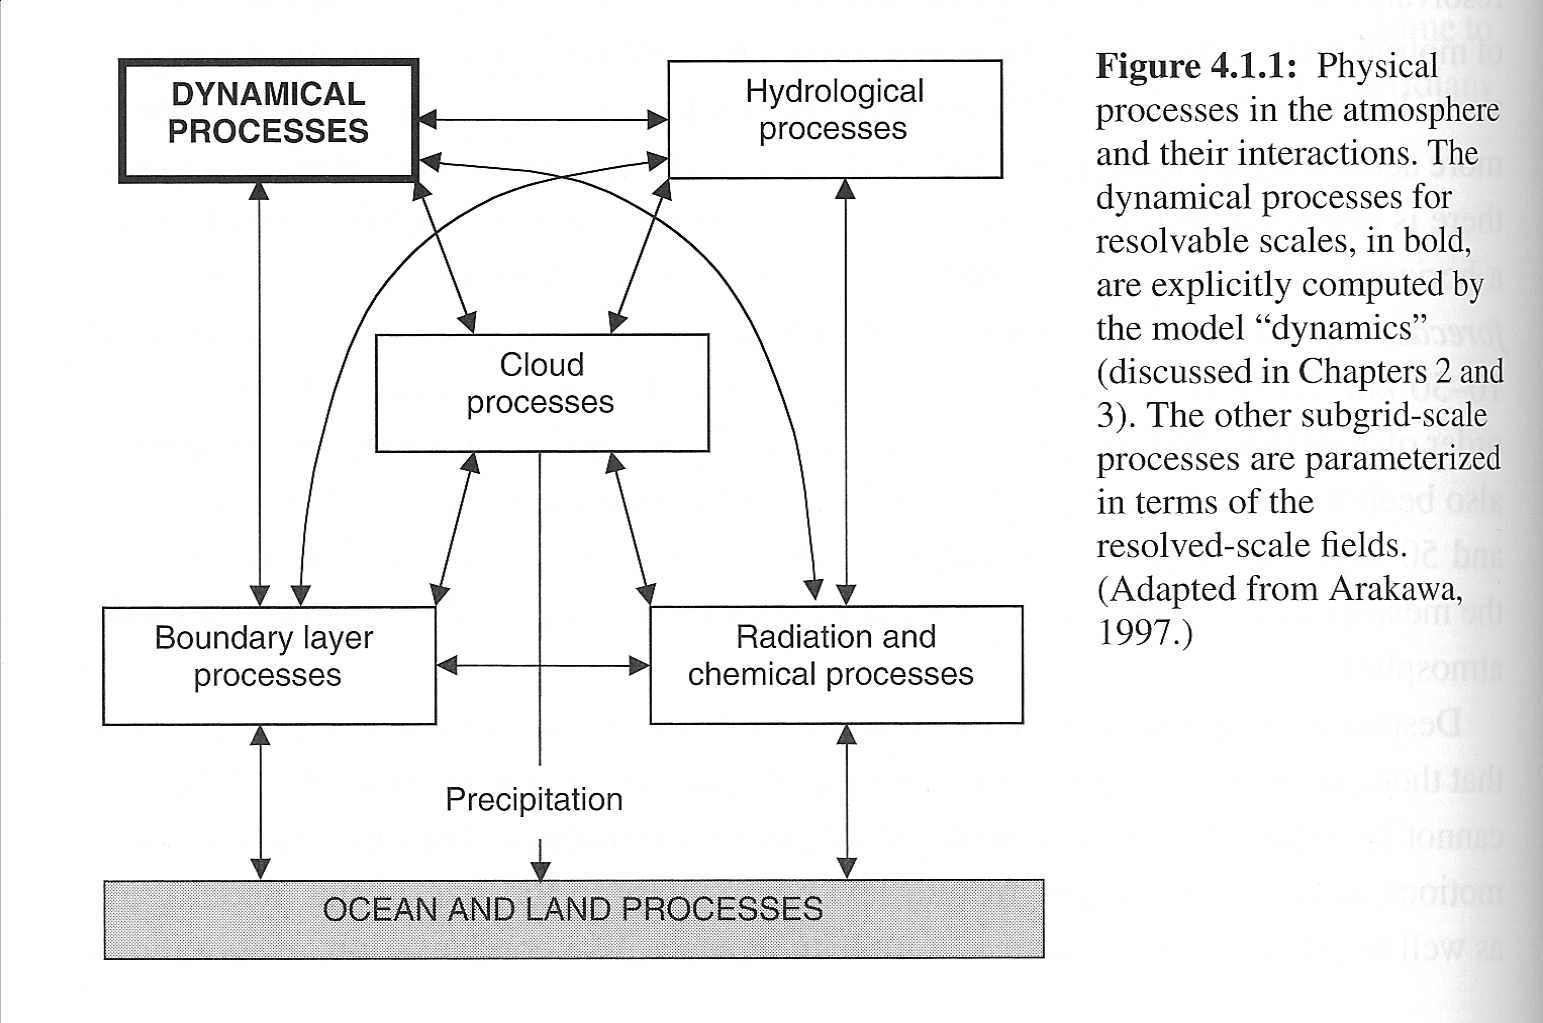 DYNAMICAL
PROCESSES
Hydrological
processes
Cloud
processes
Boundary layer
processes
Radiation and
chemical processes
Precipitation
OCEAN AND LAND PROCESSES
Figure 4.1.1: Physical
processes in the atmosphere
and their interactions. The
dynamical processes for
resolvable scales, in bold,
are explicitly computed by
the model “dynamics”
(discussed in Chapters 2 and
3). The other subgrid-scale
processes are parameterized
in terms of the
resolved-scale fields.
(Adapted from Arakawa,
1997.)